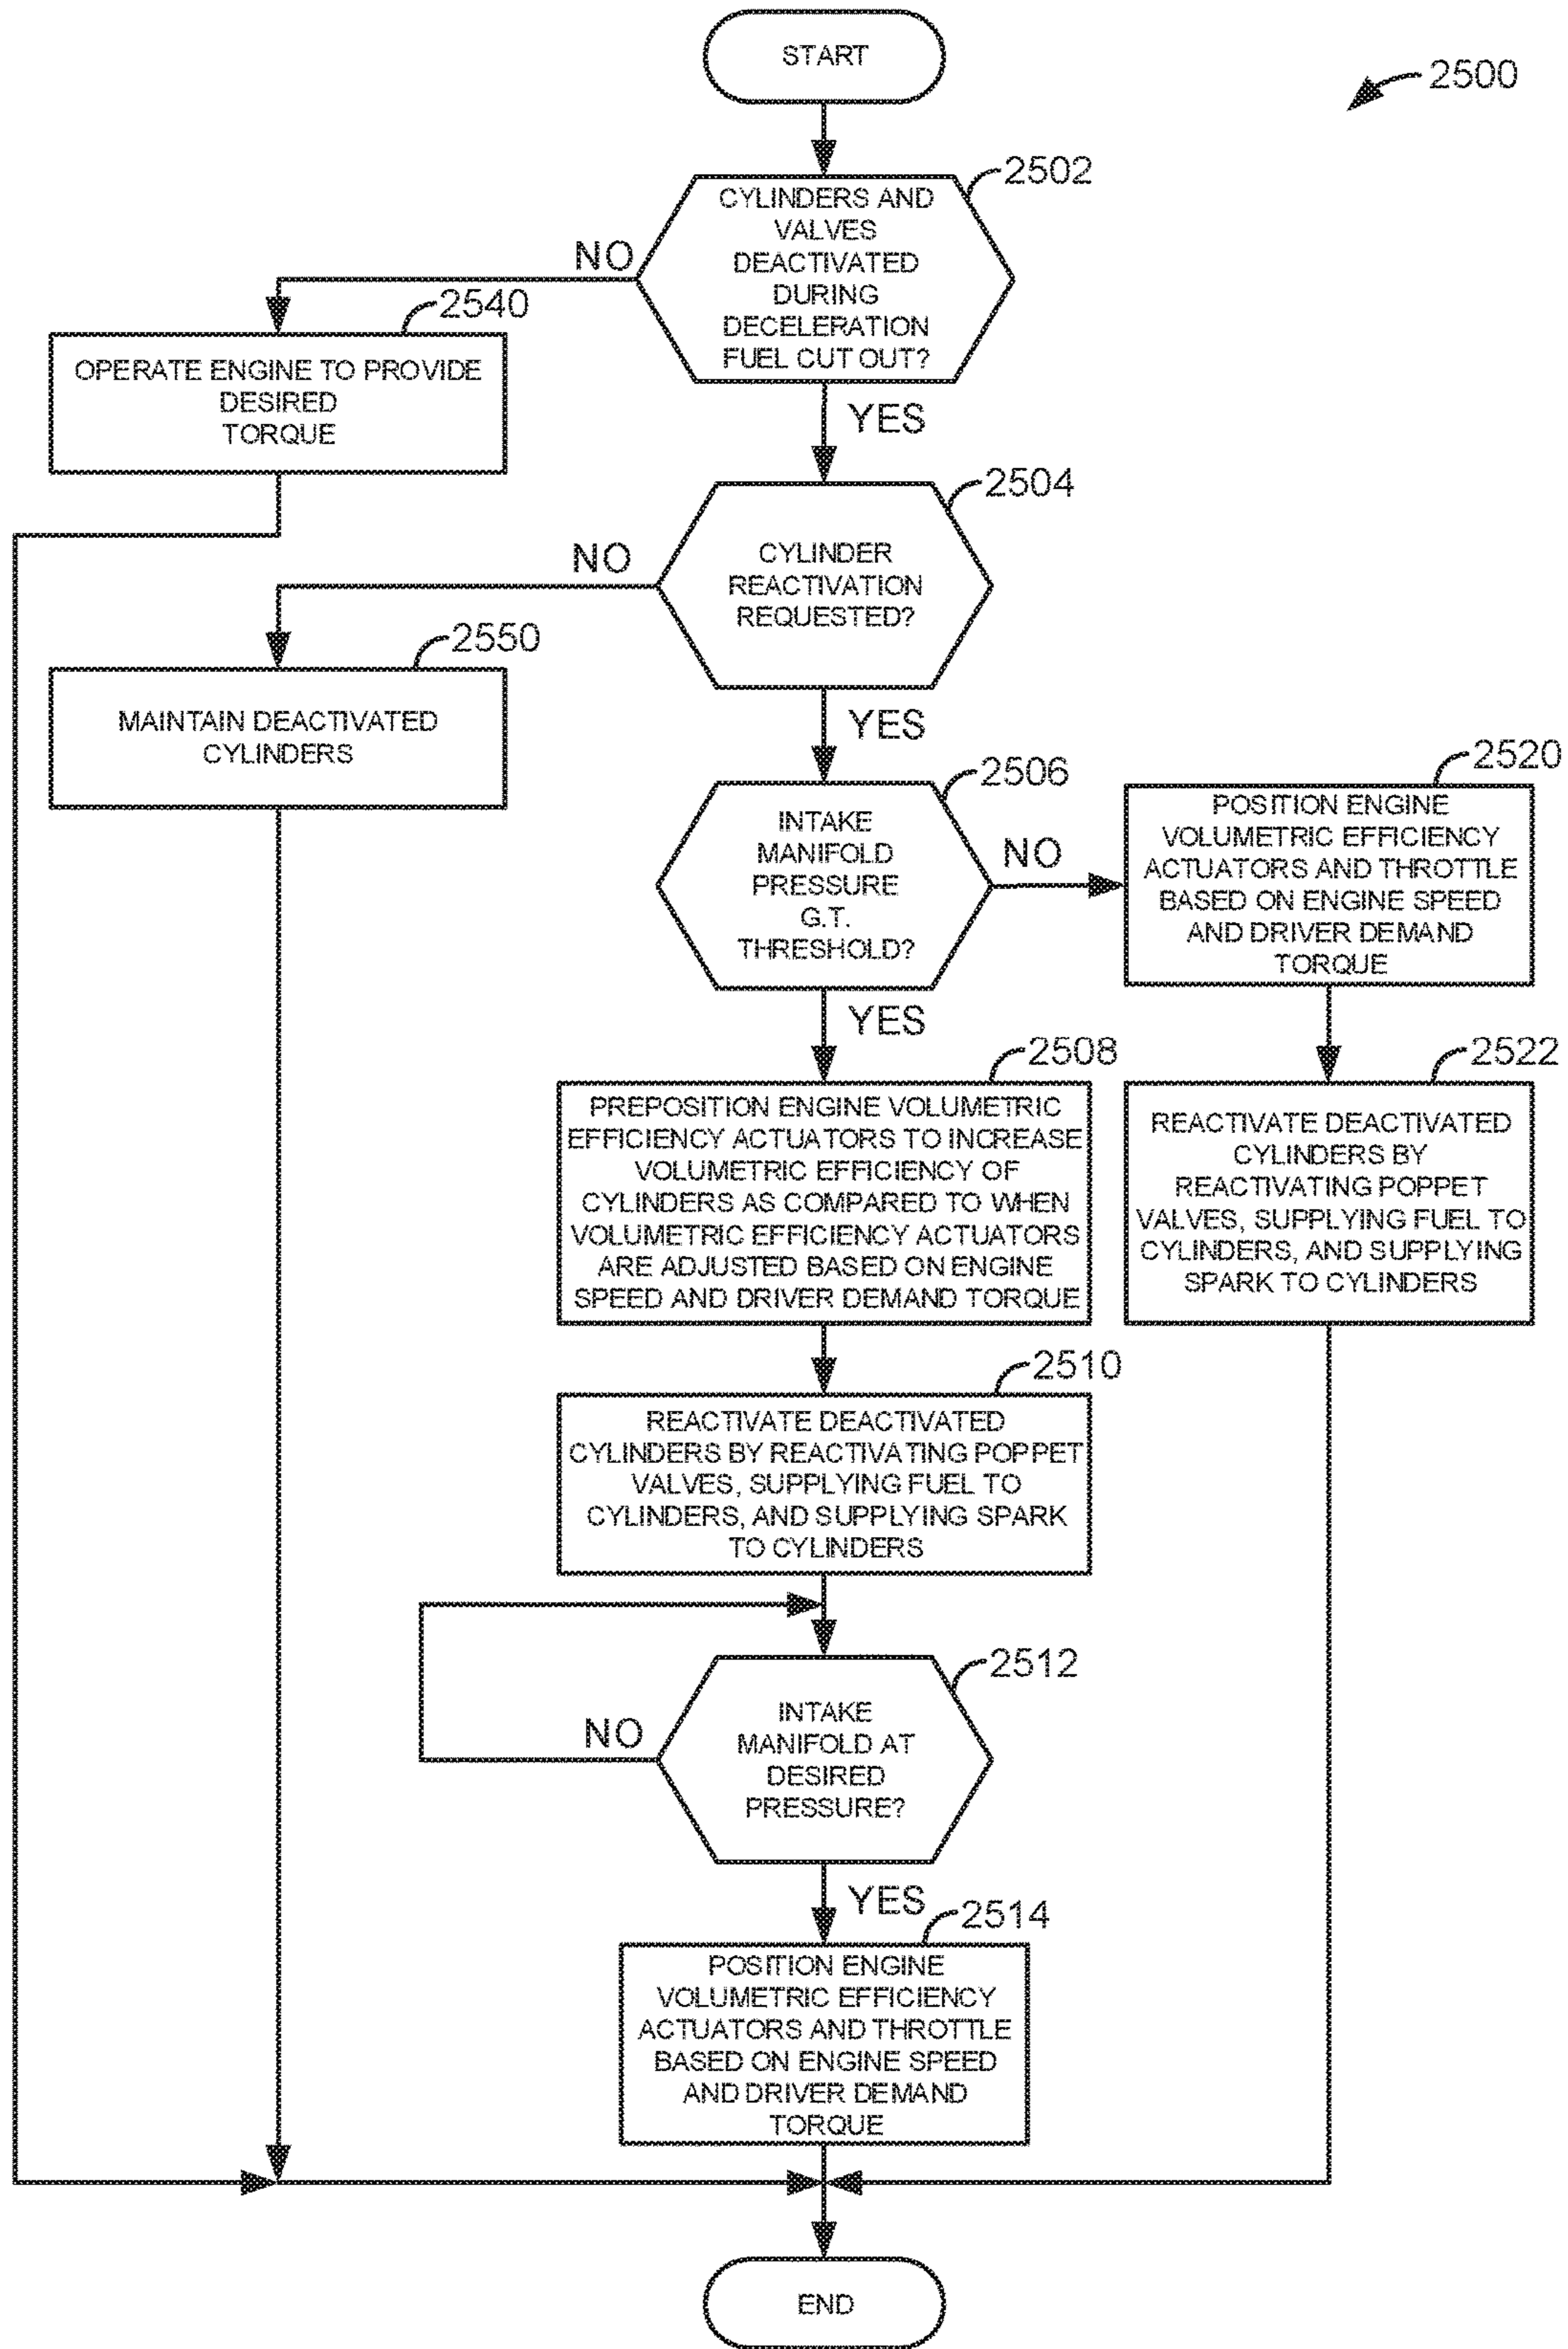 START
2500
2502
CYLINDERS AND
VALVES
DEACTIVATED
DURING
DECELERATION
FUEL CUT OUT?
NO
2540
OPERATE ENGINE TO PROVIDE
DESIRED
TORQUE
YES
2504
CYLINDER
REACTIVATION
REQUESTED?
NO
2550
MAINTAIN DEACTIVATED
CYLINDERS
YES
2506
INTAKE
MANIFOLD
PRESSURE
G.T.
THRESHOLD?
NO
2520
POSITION ENGINE
VOLUMETRIC EFFICIENCY
ACTUATORS AND THROTTLE
BASED ON ENGINE SPEED
AND DRIVER DEMAND
TORQUE
YES
2508
PREPOSITION ENGINE VOLUMETRIC
EFFICIENCY ACTUATORS TO INCREASE
VOLUMETRIC EFFICIENCY OF
CYLINDERS AS COMPARED TO WHEN
VOLUMETRIC EFFICIENCY ACTUATORS
ARE ADJUSTED BASED ON ENGINE
SPEED AND DRIVER DEMAND TORQUE
2522
REACTIVATE DEACTIVATED
CYLINDERS BY
REACTIVATING POPPET
VALVES, SUPPLYING FUEL TO
CYLINDERS, AND SUPPLYING
SPARK TO CYLINDERS
2510
REACTIVATE DEACTIVATED
CYLINDERS BY REACTIVATING POPPET
VALVES, SUPPLYING FUEL TO
CYLINDERS, AND SUPPLYING SPARK
TO CYLINDERS
2512
INTAKE
MANIFOLD AT
DESIRED
PRESSURE?
NO
YES
2514
POSITION ENGINE
VOLUMETRIC EFFICIENCY
ACTUATORS AND THROTTLE
BASED ON ENGINE SPEED
AND DRIVER DEMAND
TORQUE
END